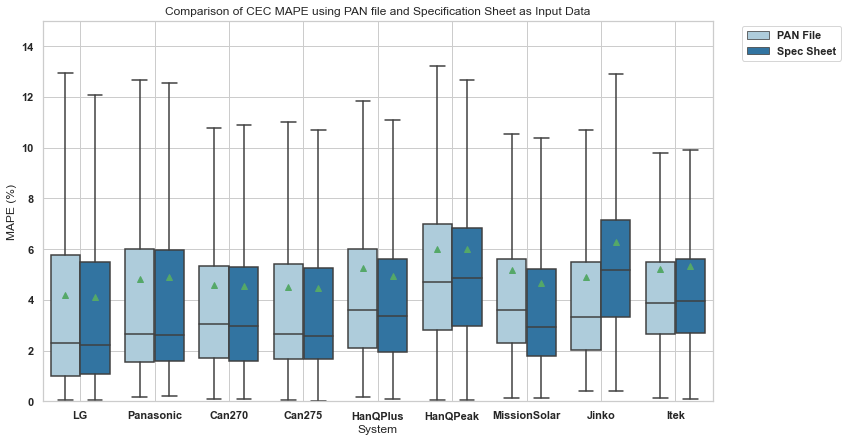 Comparison of CEC MAPE using PAN file and Specification Sheet as Input Data
PAN File
Spec Sheet
MAPE (%)
14
12
10
8
6
4
2
0
LG Panasonic Can270 Can275 HanQPlus HanQPeak MissionSolar Jinko Itek
System